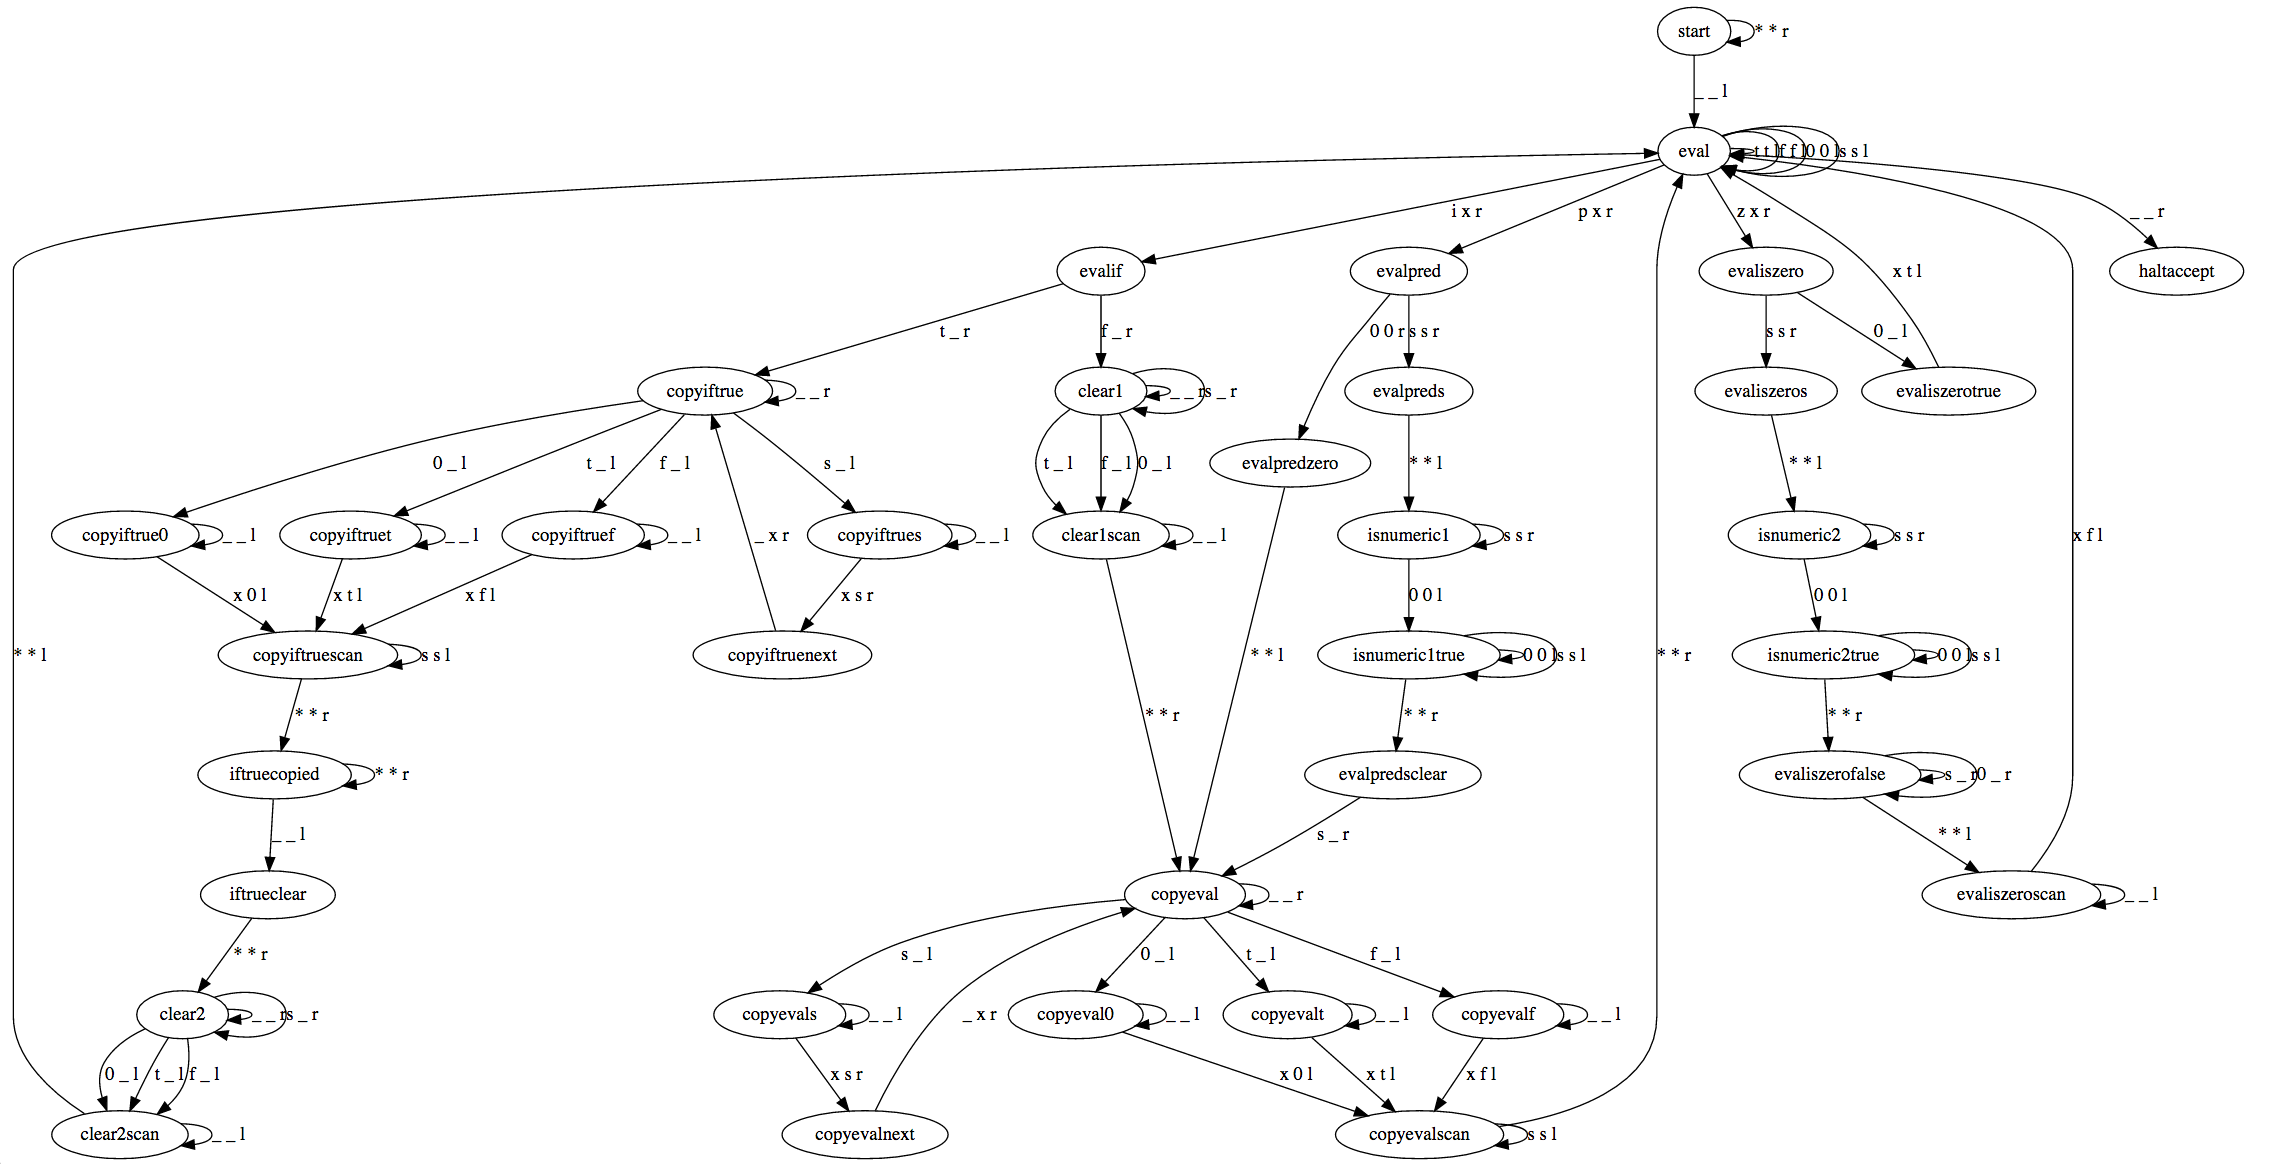 start
* * r
_ _ l
eval
t t l
f f l
0 0 l
s s l
i x r
p x r
z x r
_ _ r
evalif
evalpred
evaliszero
haltaccept
x t l
t _ r
f _ r
0 0 r
s s r
s s r
0 _ l
copyiftrue
_ _ r
clear1
_ _ r
s _ r
evalpreds
evaliszeros
evaliszerotrue
0 _ l
t _ l
f _ l
s _ l
t _ l
f _ l
0 _ l
evalpredzero
* * l
* * l
copyiftrue0
_ _ l
copyiftruet
_ _ l
copyiftruef
_ _ l
_ x r
copyiftrues
_ _ l
clear1scan
_ _ l
isnumeric1
s s r
isnumeric2
s s r
x f l
x 0 l
x t l
x f l
x s r
0 0 l
0 0 l
* * l
copyiftruescan
s s l
copyiftruenext
* * l
isnumeric1true
0 0 l
s s l
* * r
isnumeric2true
0 0 l
s s l
* * r
* * r
* * r
* * r
iftruecopied
* * r
evalpredsclear
evaliszerofalse
s _ r
0 _ r
_ _ l
s _ r
* * l
iftrueclear
copyeval
_ _ r
evaliszeroscan
_ _ l
* * r
s _ l
0 _ l
t _ l
f _ l
clear2
_ _ r
s _ r
copyevals
_ _ l
_ x r
copyeval0
_ _ l
copyevalt
_ _ l
copyevalf
_ _ l
0 _ l
t _ l
f _ l
x s r
x 0 l
x t l
x f l
clear2scan
_ _ l
copyevalnext
copyevalscan
s s l